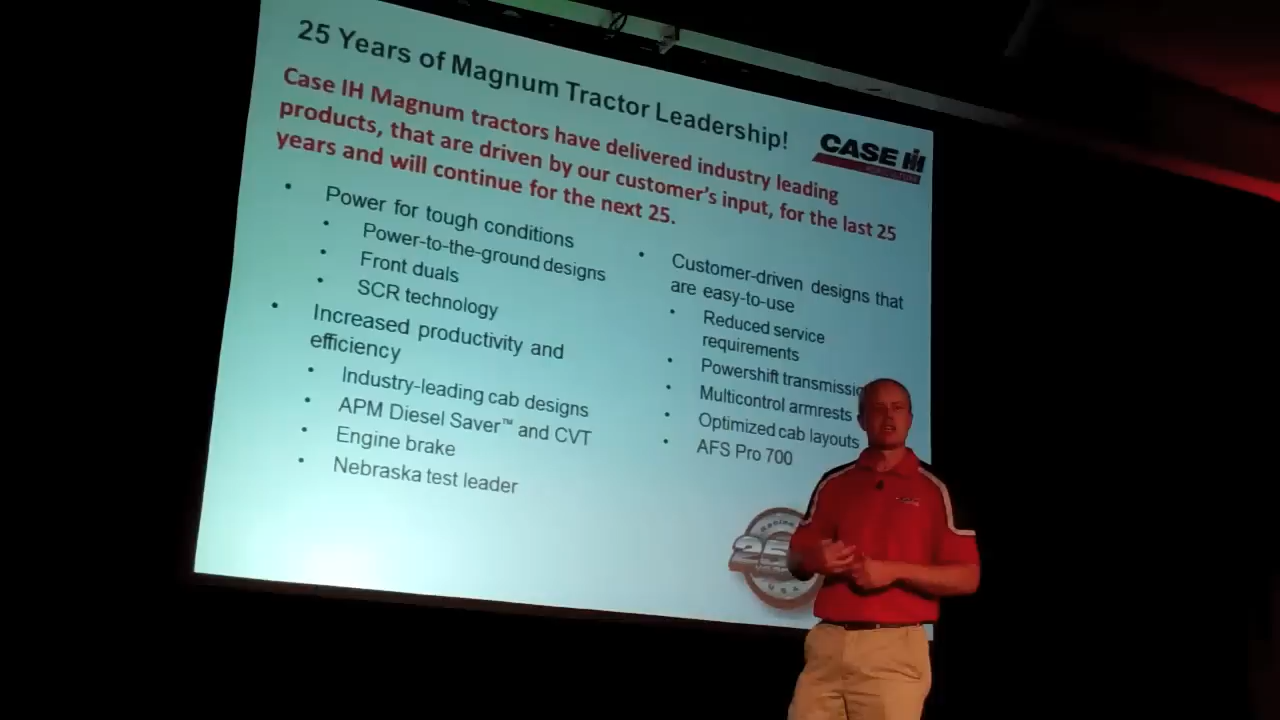 25 Years of Magnum Tractor Leadership!
Case IH Magnum tractors have delivered industry leading
products, that are driven by our customer's input, for the last 25
years and will continue for the next 25.
CASE IH
• Power for tough conditions
• Power-to-the-ground designs
• Front duals
• SCR technology
• Increased productivity and
efficiency
• Industry-leading cab designs
• APM Diesel Saver™ and CVT
• Engine brake
• Nebraska test leader
• Customer-driven designs that
are easy-to-use
• Reduced service
requirements
• Powershift transmissio
• Multicontrol armrests
• Optimized cab layouts
• AFS Pro 700
25